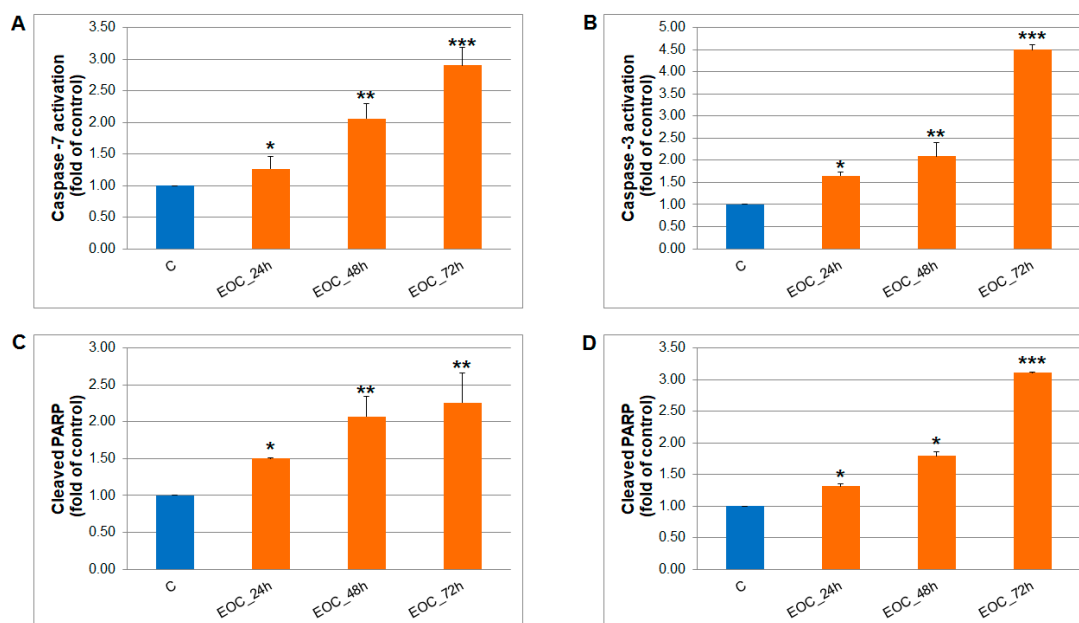 A
Caspase -7 activation
(fold of control)
3.50
3.00
2.50
2.00
1.50
1.00
0.50
0.00
*
**
***
C
EOC_24h
EOC_48h
EOC_72h
B
Caspase -3 activation
(fold of control)
5.00
4.50
4.00
3.50
3.00
2.50
2.00
1.50
1.00
0.50
0.00
*
**
***
C
EOC_24h
EOC_48h
EOC_72h
C
Cleaved PARP
(fold of control)
3.00
2.50
2.00
1.50
1.00
0.50
0.00
*
**
**
C
EOC_24h
EOC_48h
EOC_72h
D
Cleaved PARP
(fold of control)
3.50
3.00
2.50
2.00
1.50
1.00
0.50
0.00
*
*
***
C
EOC_24h
EOC_48h
EOC_72h